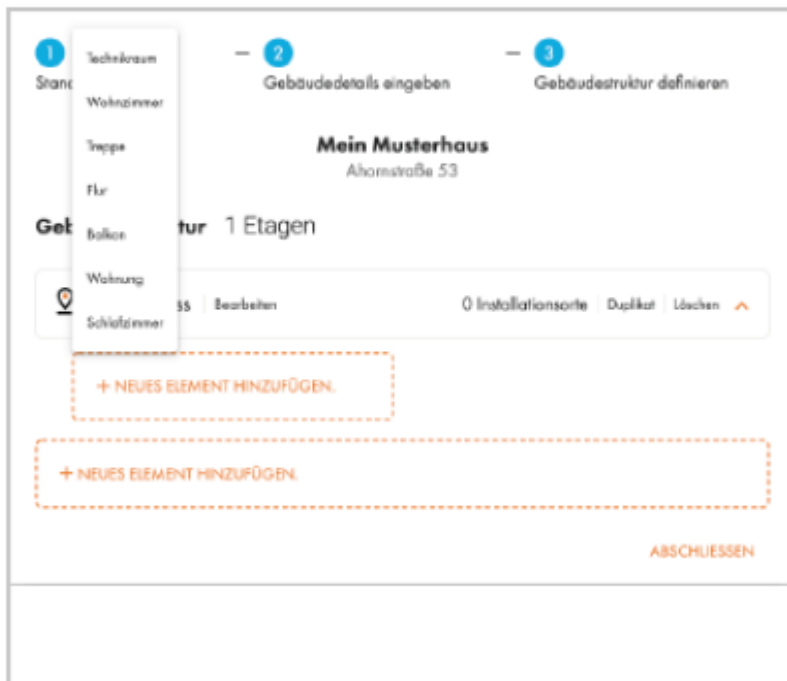 1
2
3
Stand
Gebäudedetails eingeben
Gebäudestruktur definieren
Technikraum
Wohnzimmer
Treppe
Flur
Balkon
Wohnung
Schlafzimmer
Mein Musterhaus
Ahornstraße 53
Geb tur 1 Etagen
ss Bearbeiten 0 Installationsorte Duplikat Löschen
+ NEUES ELEMENT HINZUFÜGEN.
+ NEUES ELEMENT HINZUFÜGEN.
ABSCHLIESSEN